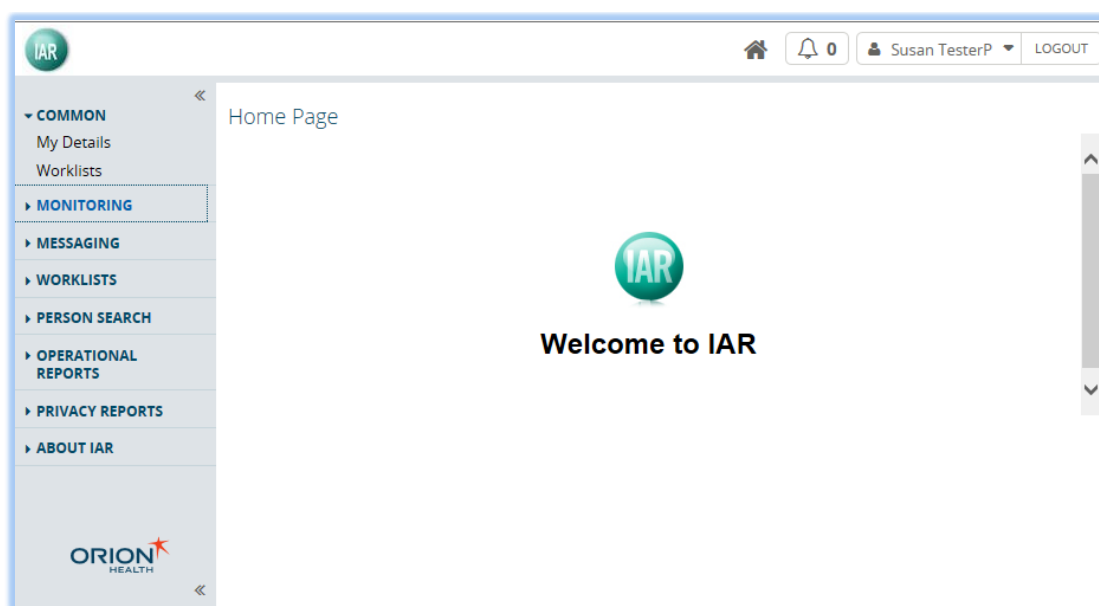 IAR
0
Susan TesterP
LOGOUT
COMMON
My Details
Worklists
MONITORING
MESSAGING
WORKLISTS
PERSON SEARCH
OPERATIONAL
REPORTS
PRIVACY REPORTS
ABOUT IAR
ORION
HEALTH
Home Page
IAR
Welcome to IAR